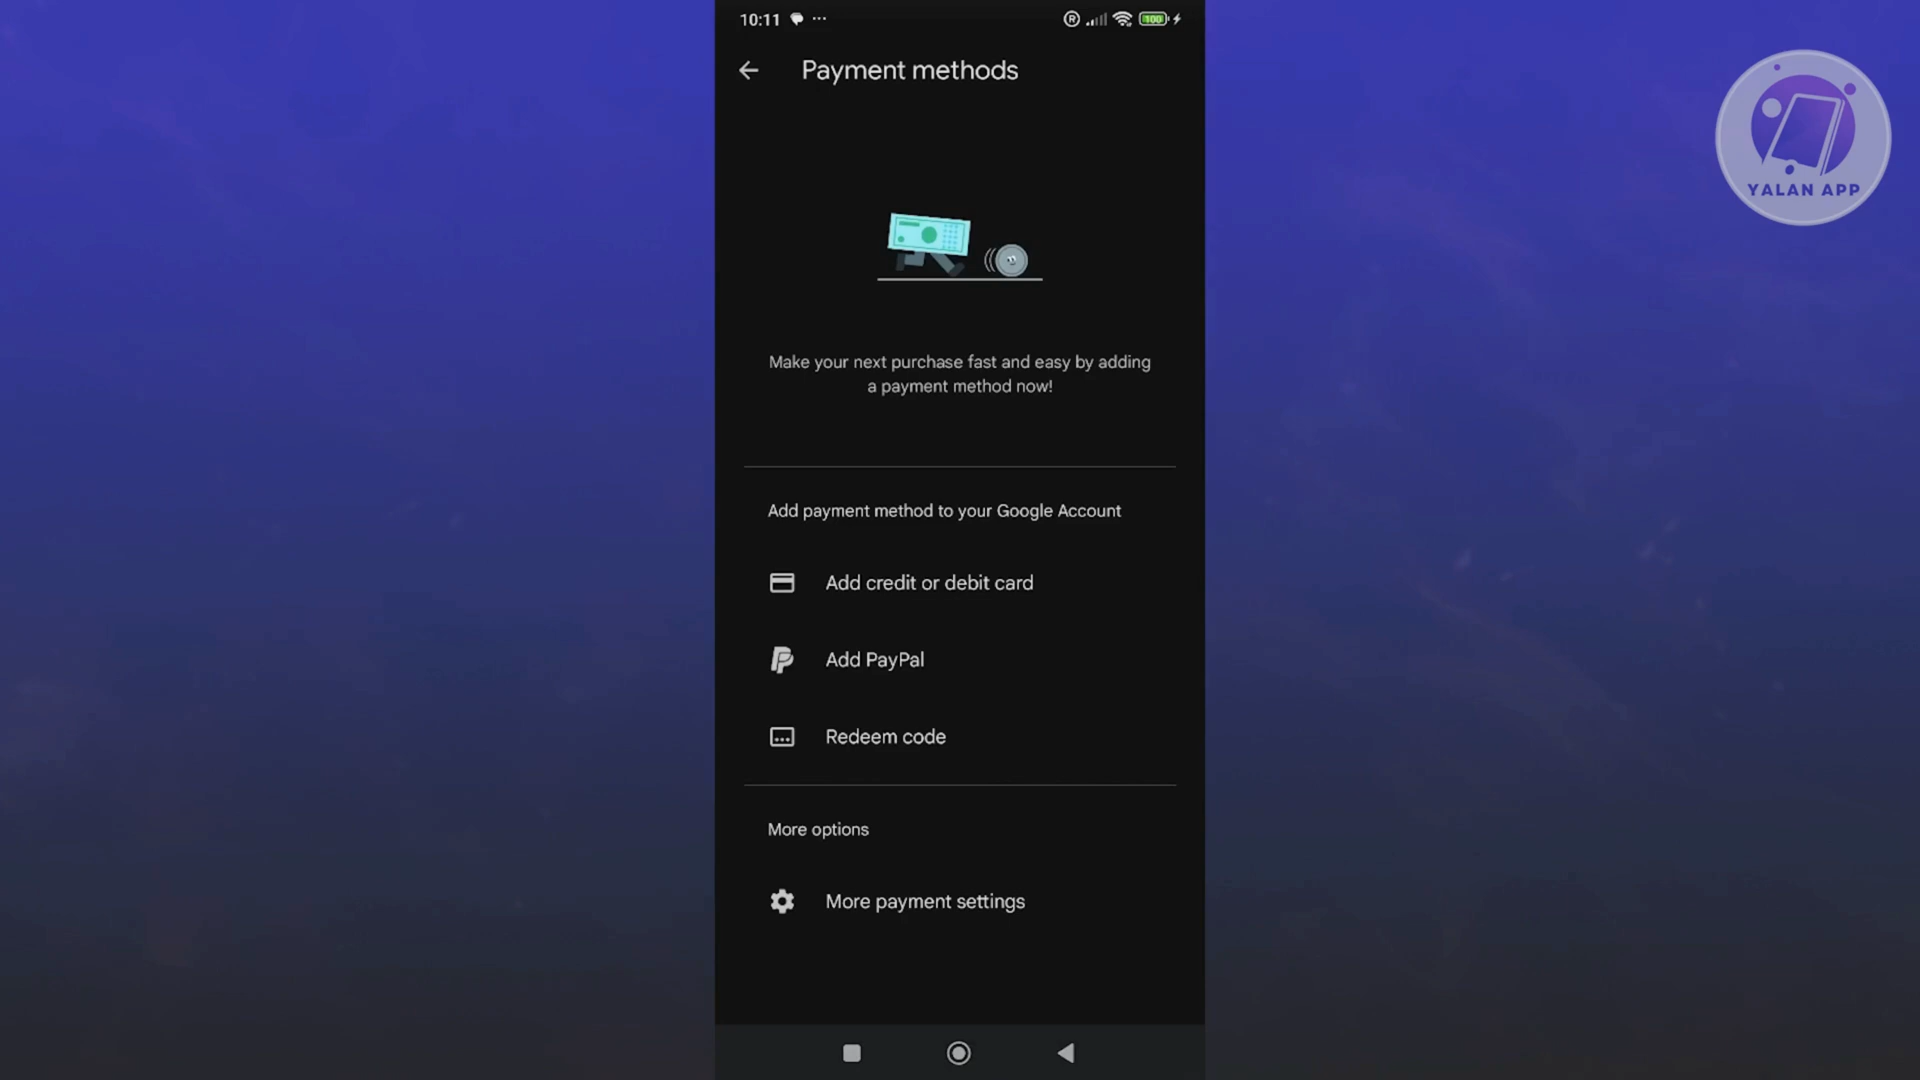 10:11
100
Payment methods
YALAN APP
Make your next purchase fast and easy by adding
a payment method now!
Add payment method to your Google Account
Add credit or debit card
Add PayPal
Redeem code
More options
More payment settings